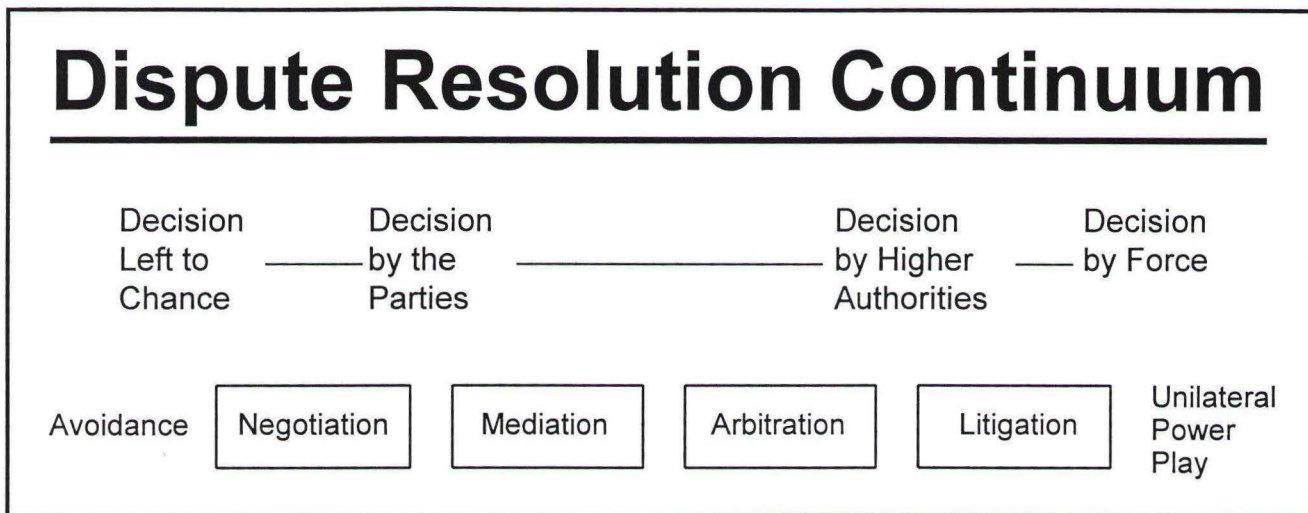 Dispute Resolution Continuum
Decision
Left to
Chance
Decision
by the
Parties
Decision
by Higher
Authorities
Decision
by Force
Avoidance
Negotiation
Mediation
Arbitration
Litigation
Unilateral
Power
Play